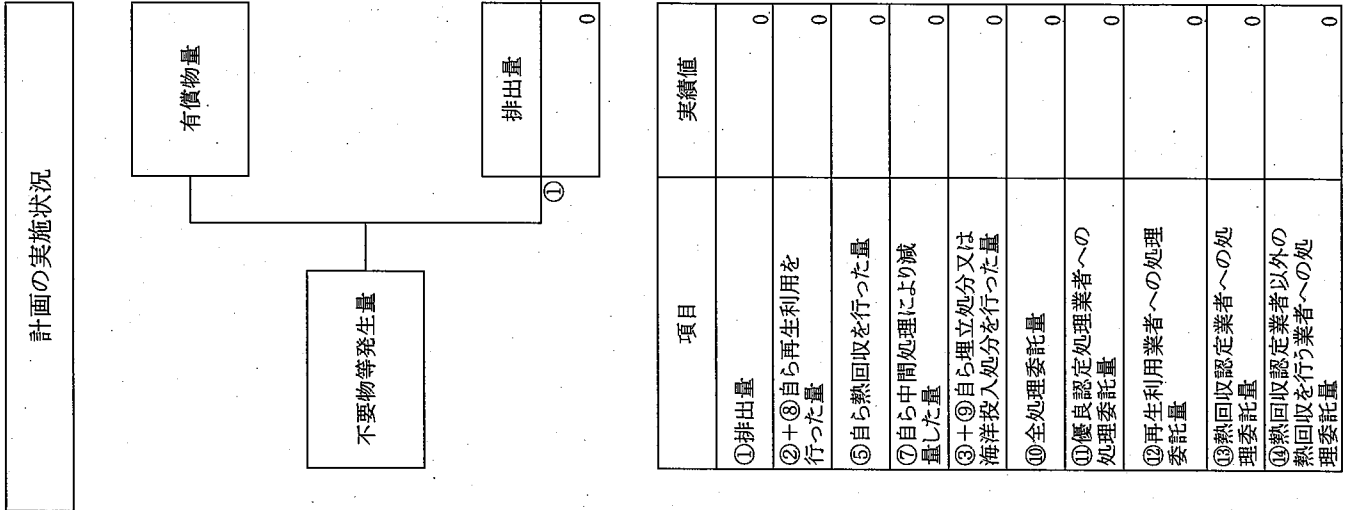 計画の実施状況
有償物量
不要物等発生量
①
排出量
0
項目
実績値
①排出量
0
②+⑧自ら再生利用を
行った量
0
⑤自ら熱回収を行った量
0
⑦自ら中間処理により減
量した量
0
③+⑨自ら埋立処分又は
海洋投入処分を行った量
0
⑩全処理委託量
0
⑪優良認定処理業者への
処理委託量
0
⑫再生利用業者への処理
委託量
0
⑬熱回収認定業者への処
理委託量
0
⑭熱回収認定業者以外の
熱回収を行う業者への処
理委託量
0